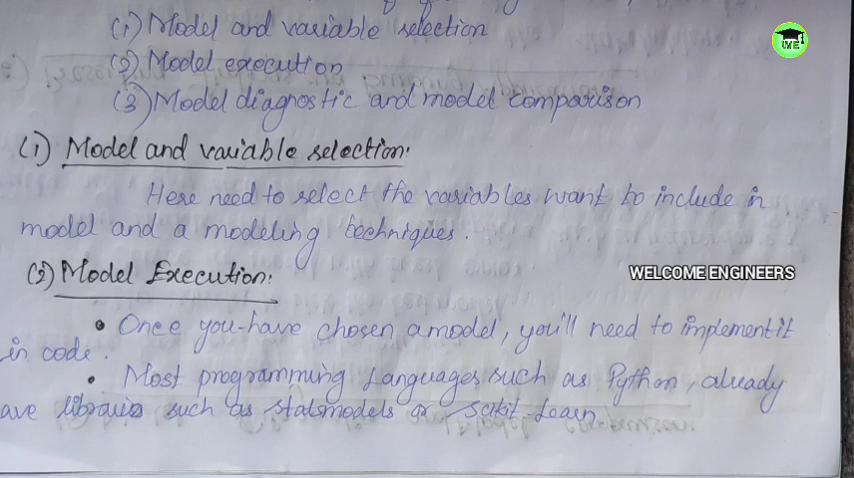 (1) Model and variable selection
(2) Model execution
(3) Model diagnostic and model comparison
(1) Model and variable selection:
Here need to select the variables want to include in
model and a modeling techniques.
(2) Model Execution:
WELCOME ENGINEERS
• Once you have chosen a model, you'll need to implement it
in code.
• Most programming Languages such as Python, already
ave libraries such as statsmodels or scikit-learn
WE